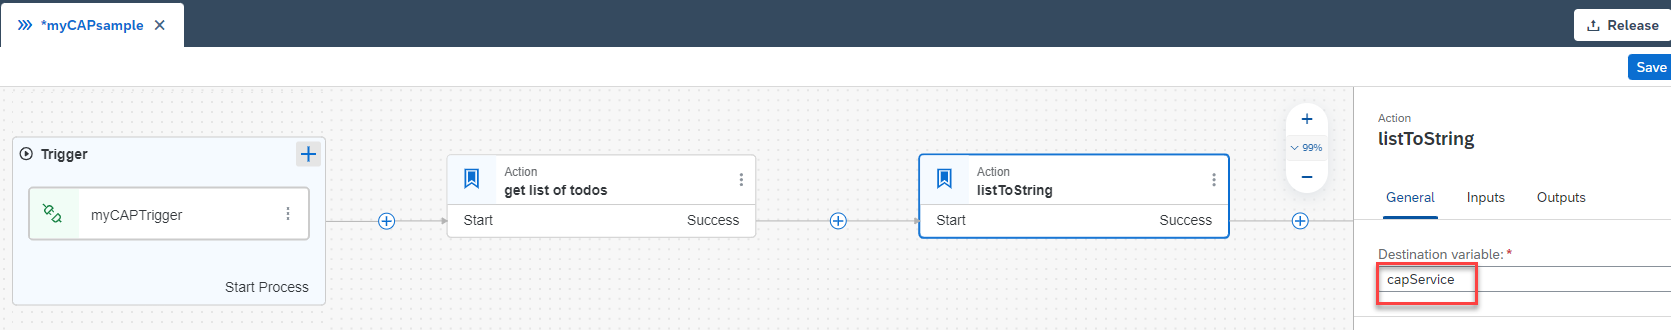 *myCAPsample
Release
Save
Trigger
myCAPTrigger
Start Process
Action
get list of todos
Start Success
Action
listToString
Start Success
99%
Action
listToString
General Inputs Outputs
Destination variable: *
capService